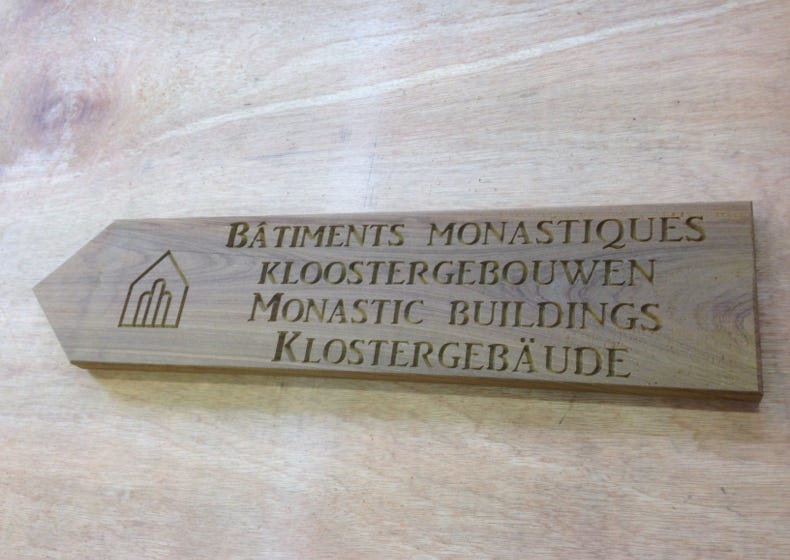 Bâtiments monastiques
kloostergebouwen
Monastic buildings
Klostergebäude